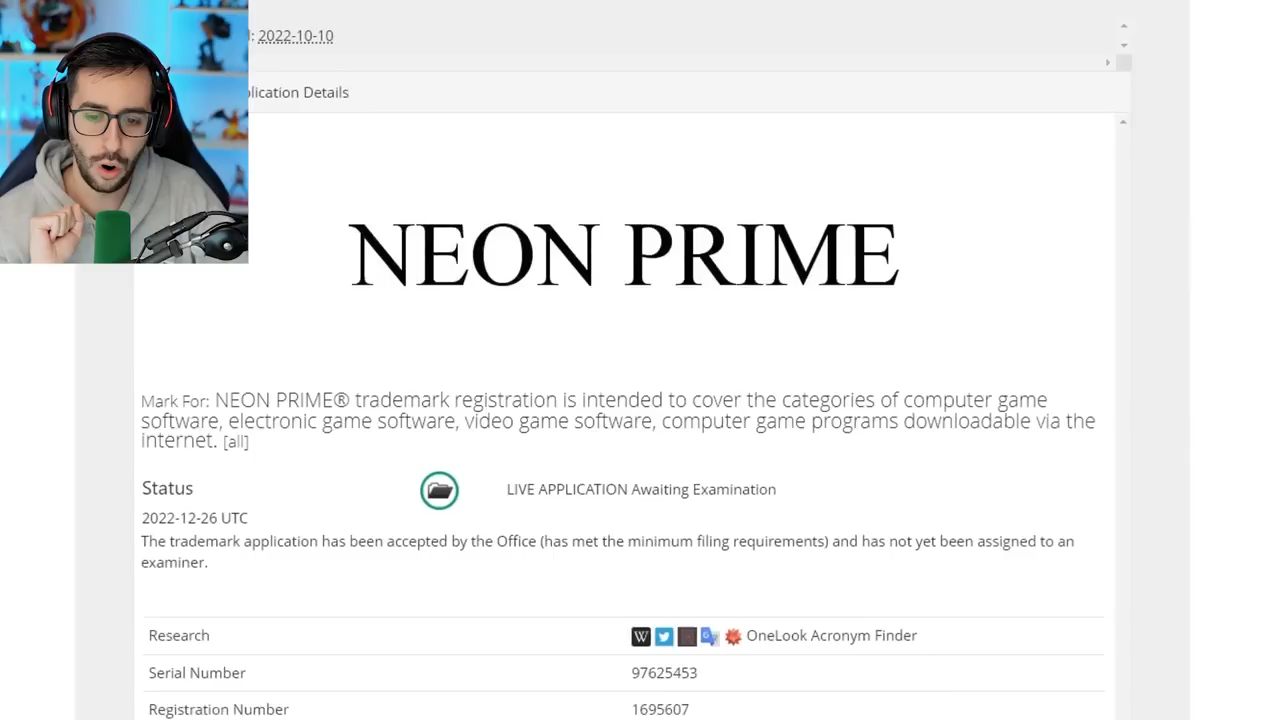 : 2022-10-10
lication Details
NEON PRIME
Mark For: NEON PRIME® trademark registration is intended to cover the categories of computer game
software, electronic game software, video game software, computer game programs downloadable via the
internet. [all]
Status LIVE APPLICATION Awaiting Examination
2022-12-26 UTC
The trademark application has been accepted by the Office (has met the minimum filing requirements) and has not yet been assigned to an
examiner.
Research W G OneLook Acronym Finder
Serial Number 97625453
Registration Number 1695607